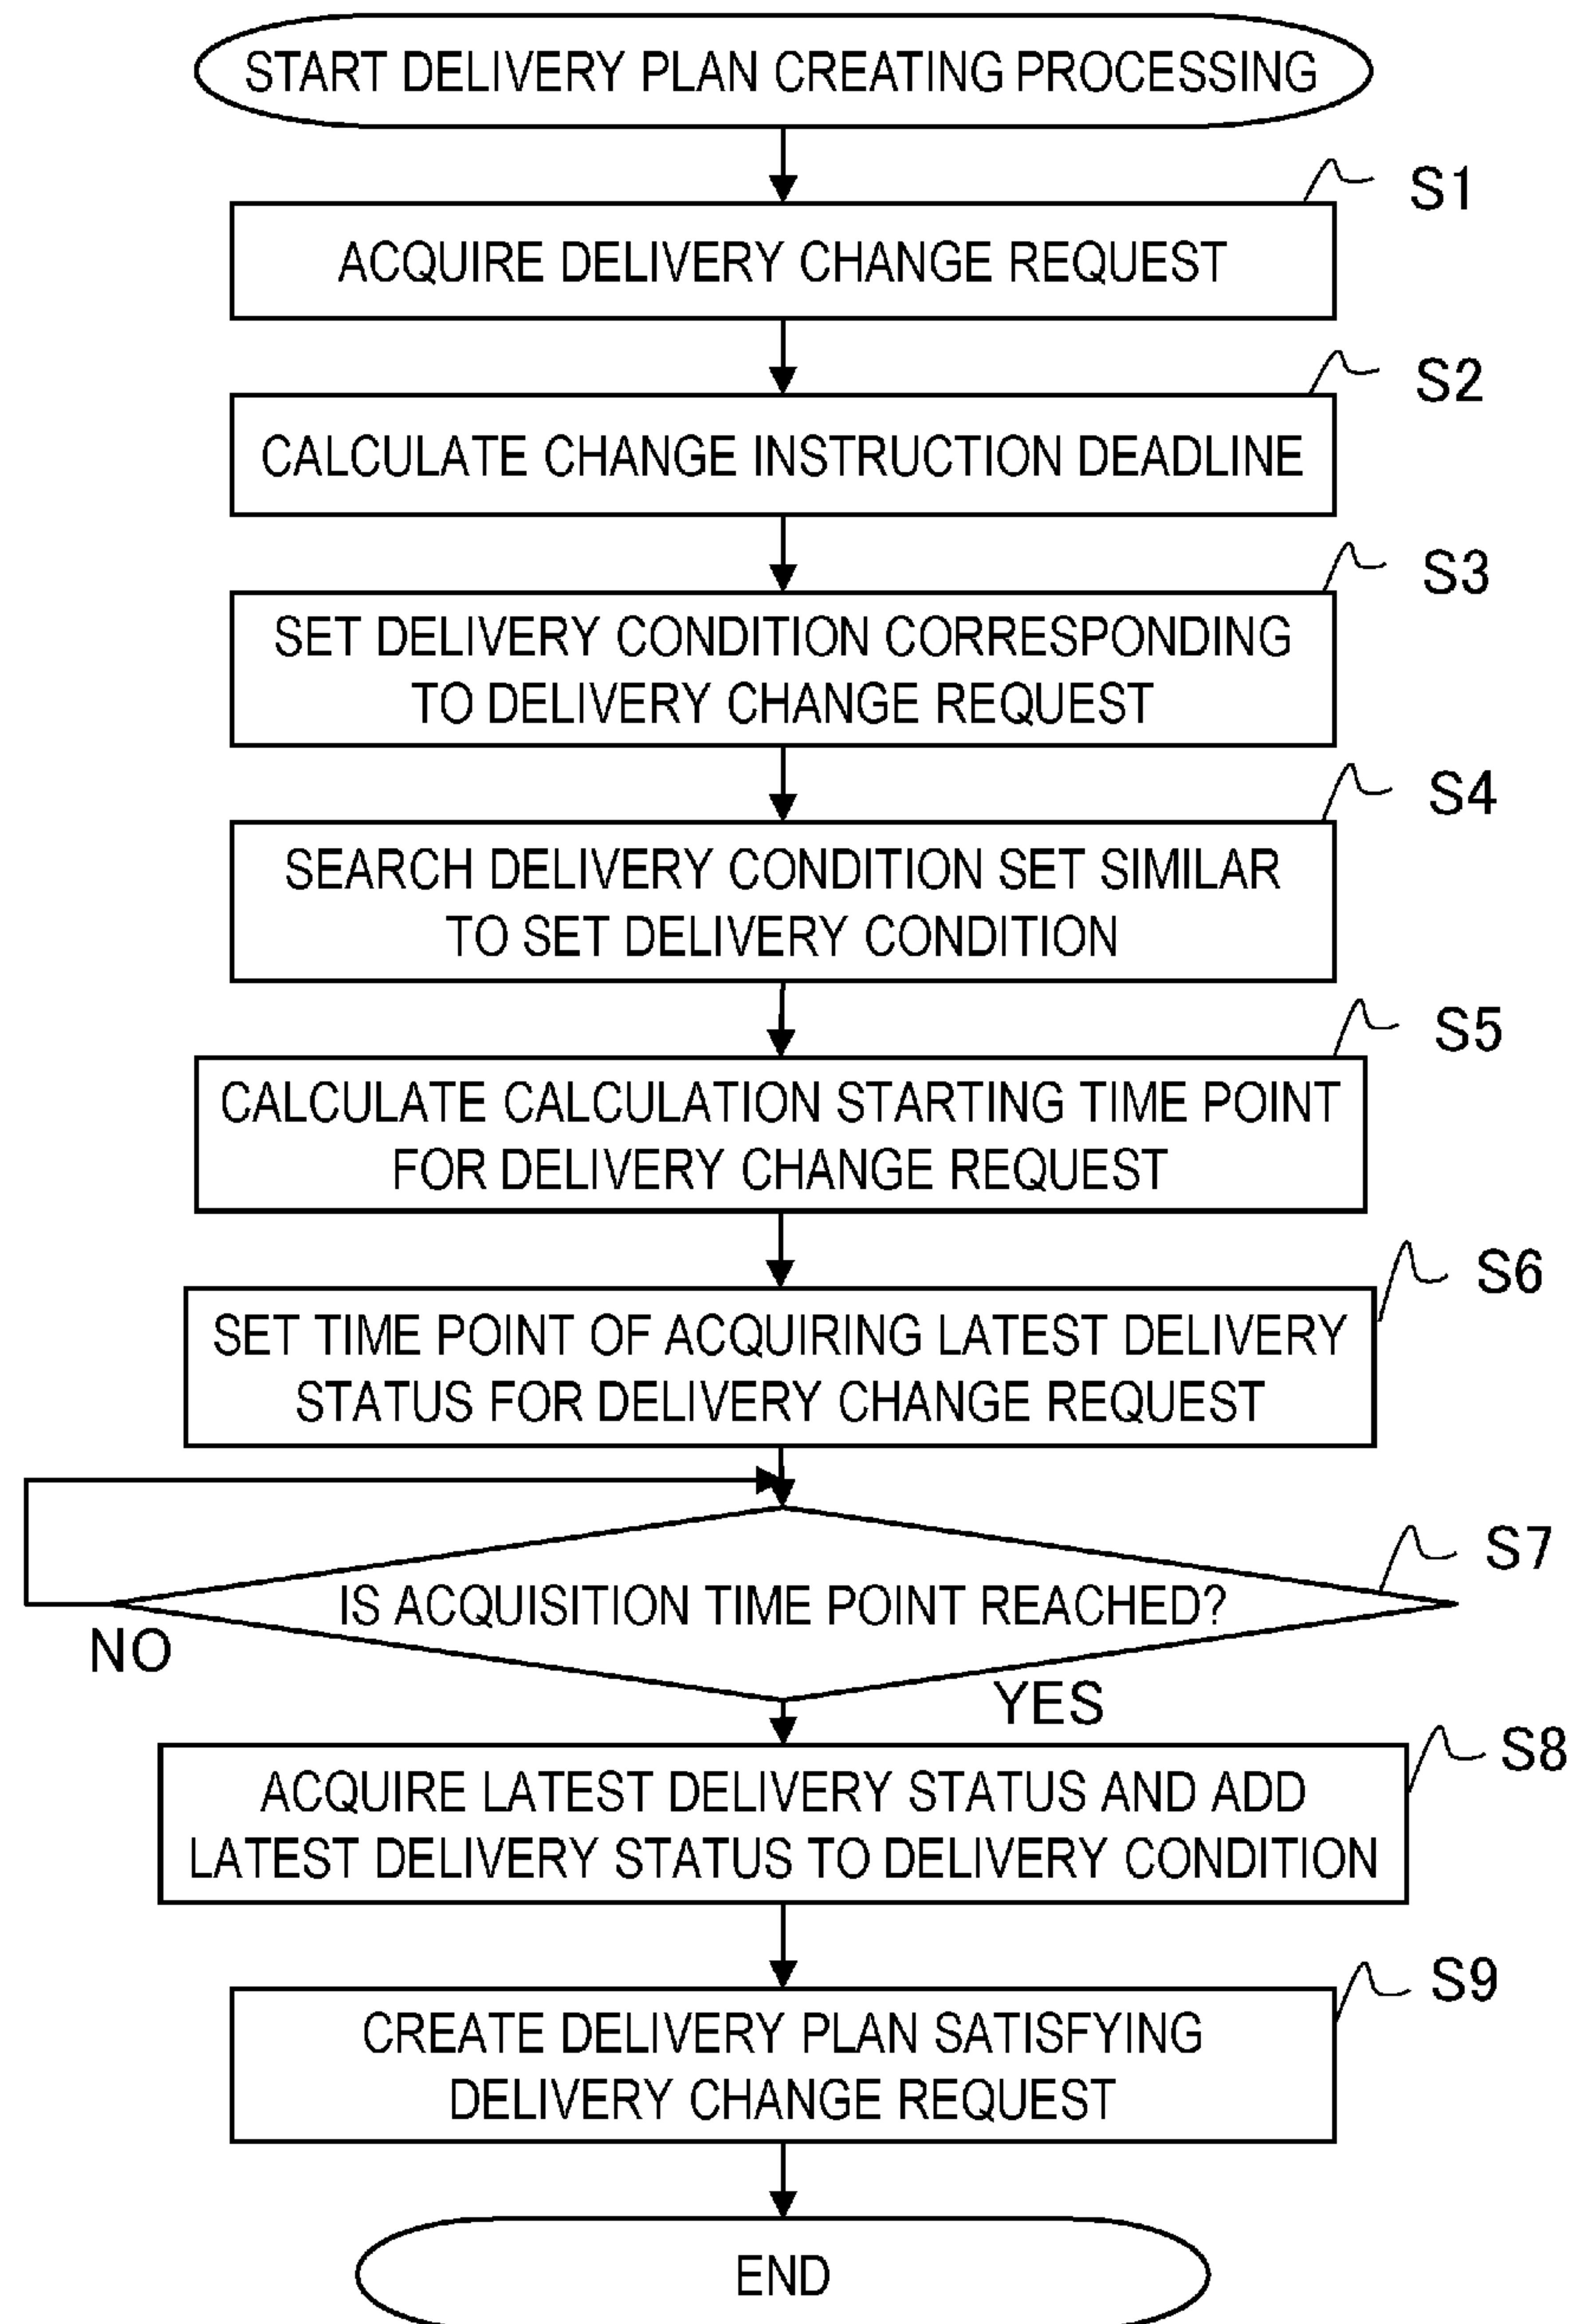 START DELIVERY PLAN CREATING PROCESSING
S1
ACQUIRE DELIVERY CHANGE REQUEST
S2
CALCULATE CHANGE INSTRUCTION DEADLINE
S3
SET DELIVERY CONDITION CORRESPONDING
TO DELIVERY CHANGE REQUEST
S4
SEARCH DELIVERY CONDITION SET SIMILAR
TO SET DELIVERY CONDITION
S5
CALCULATE CALCULATION STARTING TIME POINT
FOR DELIVERY CHANGE REQUEST
S6
SET TIME POINT OF ACQUIRING LATEST DELIVERY
STATUS FOR DELIVERY CHANGE REQUEST
S7
IS ACQUISITION TIME POINT REACHED?
NO
YES
S8
ACQUIRE LATEST DELIVERY STATUS AND ADD
LATEST DELIVERY STATUS TO DELIVERY CONDITION
S9
CREATE DELIVERY PLAN SATISFYING
DELIVERY CHANGE REQUEST
END